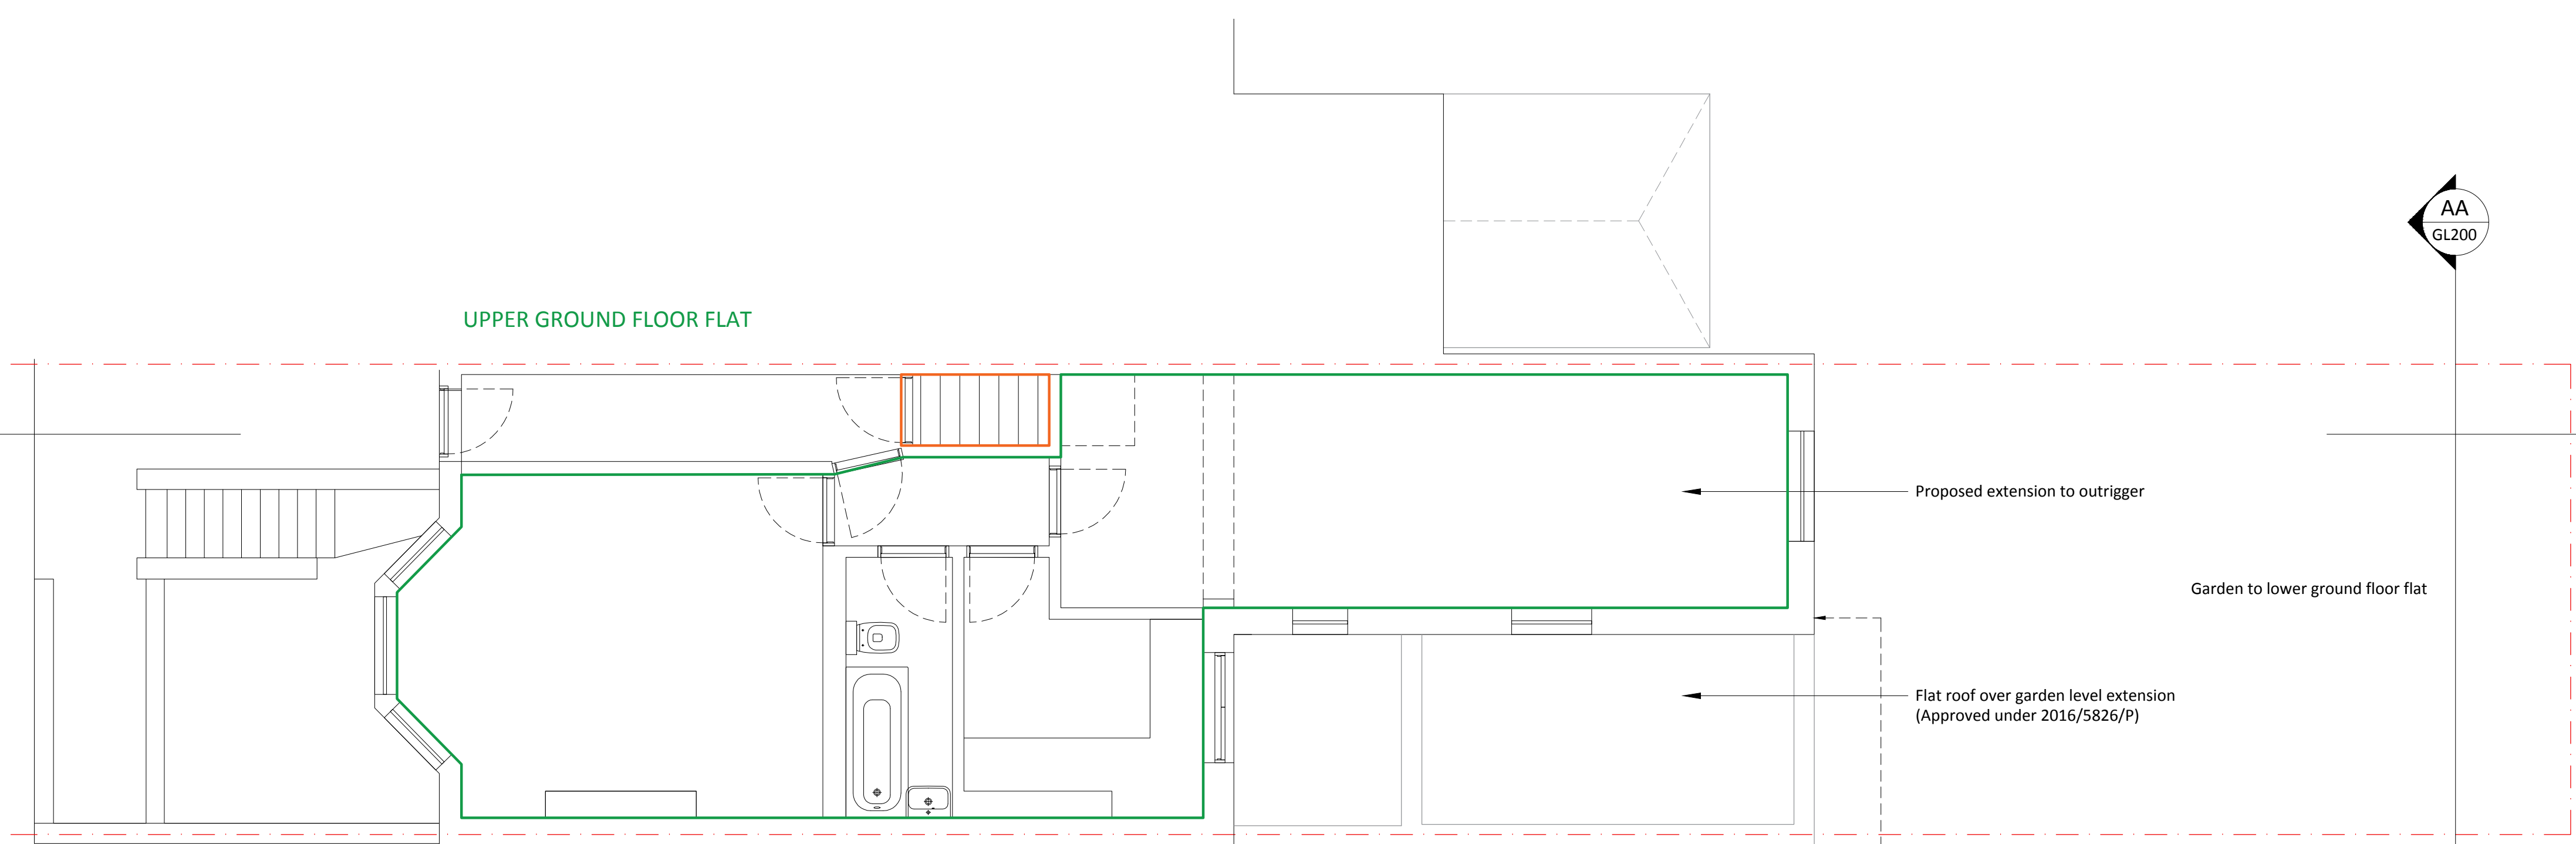 AA
GL200
UPPER GROUND FLOOR FLAT
Proposed extension to outrigger
Garden to lower ground floor flat
Flat roof over garden level extension
(Approved under 2016/5826/P)